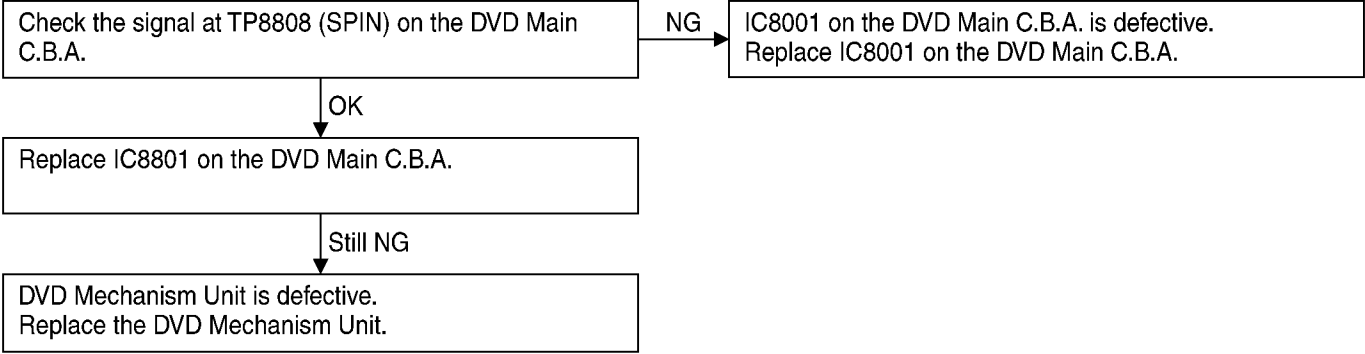 Check the signal at TP8808 (SPIN) on the DVD Main
C.B.A.
NG
IC8001 on the DVD Main C.B.A. is defective.
Replace IC8001 on the DVD Main C.B.A.
OK
Replace IC8801 on the DVD Main C.B.A.
Still NG
DVD Mechanism Unit is defective.
Replace the DVD Mechanism Unit.